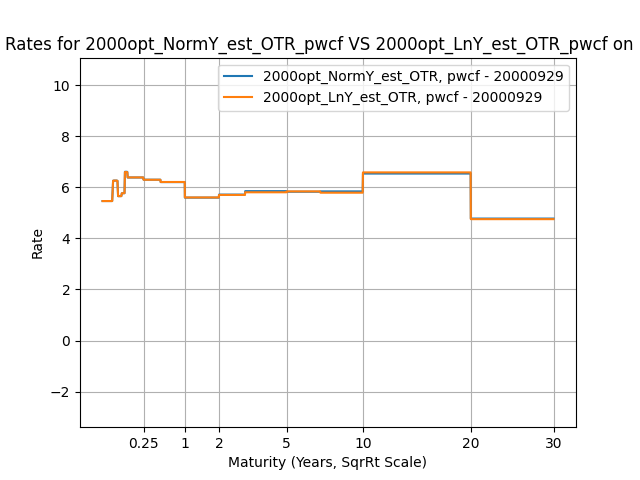 Rates for 2000opt_NormY_est_OTR_pwcf VS 2000opt_LnY_est_OTR_pwcf on
2000opt_NormY_est_OTR, pwcf - 20000929
2000opt_LnY_est_OTR, pwcf - 20000929
10
8
6
4
2
0
−2
Rate
0.25 1 2 5 10 20 30
Maturity (Years, SqrRt Scale)